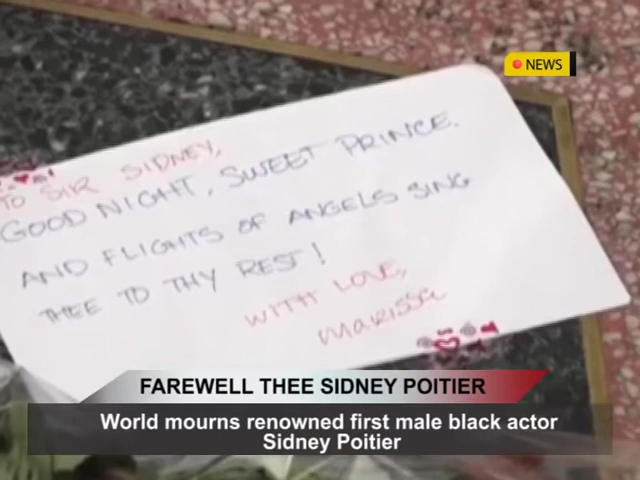 NEWS
TO SIR SIDNEY,
GOOD NIGHT, SWEET PRINCE.
AND FLIGHTS OF ANGELS SING
THEE TO THY REST!
WITH LOVE,
MARISSA
FAREWELL THEE SIDNEY POITIER
World mourns renowned first male black actor
Sidney Poitier